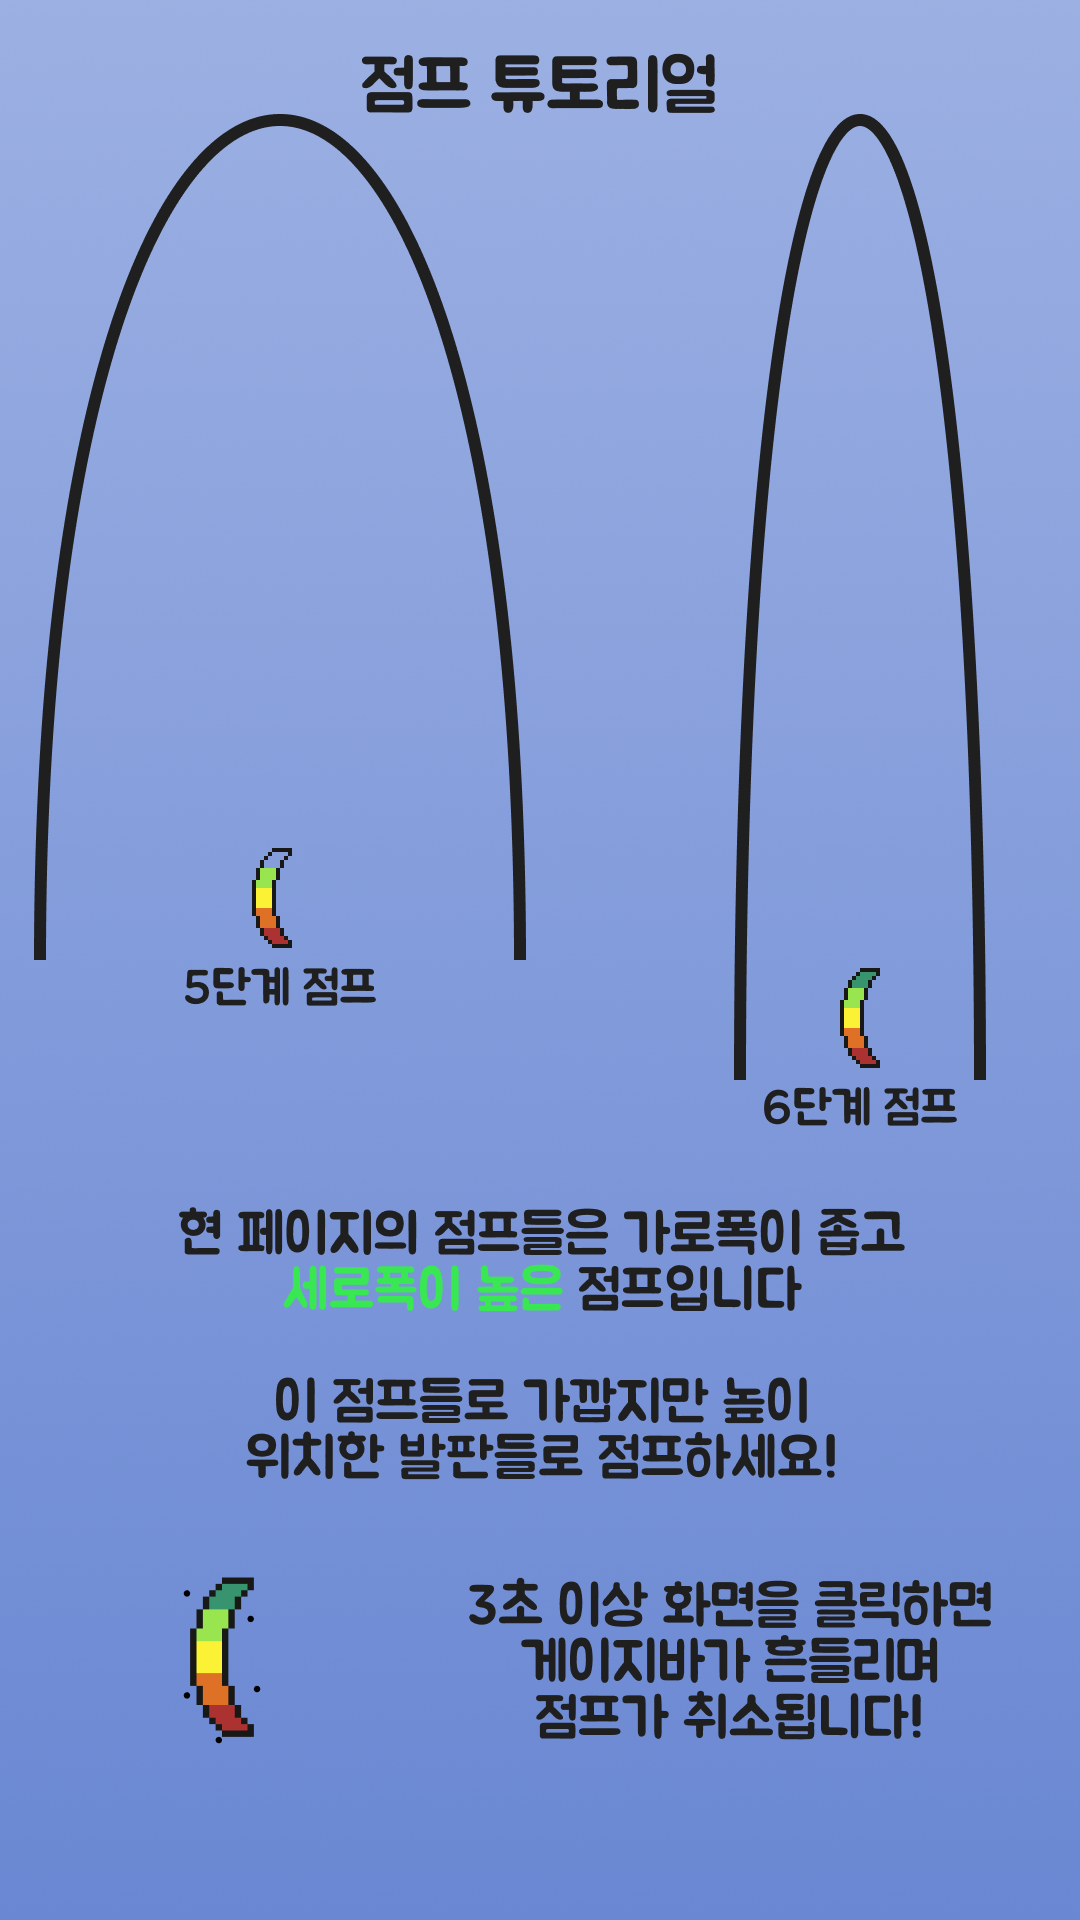 점프 튜토리얼
5단계 점프
6단계 점프
현 페이지의 점프들은 가로폭이 좁고
세로폭이 높은 점프입니다
이 점프들로 가깝지만 높이
위치한 발판들로 점프하세요!
3초 이상 화면을 클릭하면
게이지바가 흔들리며
점프가 취소됩니다!